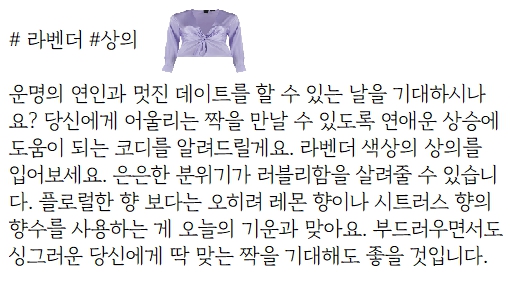 # 라벤더 #상의
운명의 연인과 멋진 데이트를 할 수 있는 날을 기대하시나
요? 당신에게 어울리는 짝을 만날 수 있도록 연애운 상승에
도움이 되는 코디를 알려드릴게요. 라벤더 색상의 상의를
입어보세요. 은은한 분위기가 러블리함을 살려줄 수 있습니
다. 플로럴한 향 보다는 오히려 레몬 향이나 시트러스 향의
향수를 사용하는 게 오늘의 기운과 맞아요. 부드러우면서도
싱그러운 당신에게 딱 맞는 짝을 기대해도 좋을 것입니다.